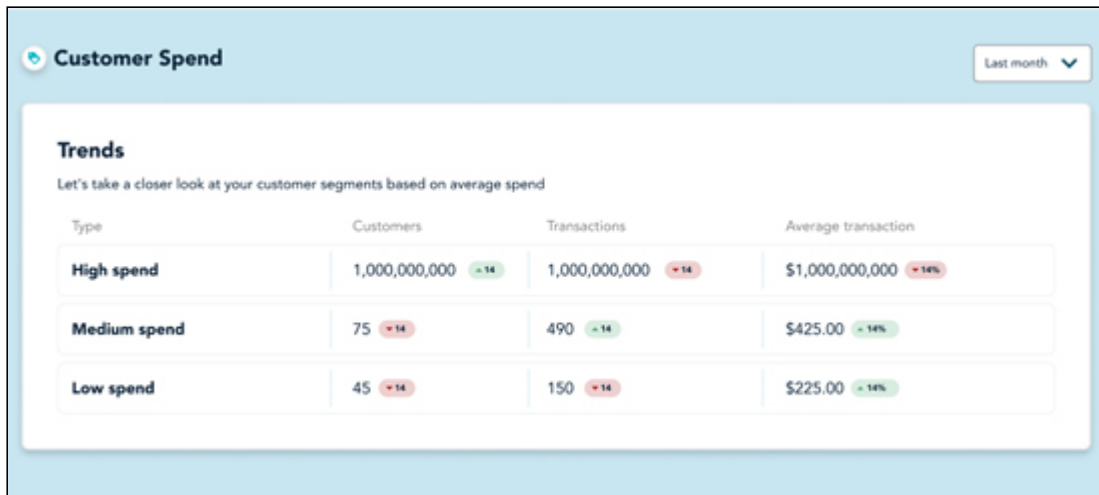 Customer Spend
Last month
Trends
Let's take a closer look at your customer segments based on average spend
Type Customers Transactions Average transaction
High spend 1,000,000,000 14 1,000,000,000 14 $1,000,000,000 14%
Medium spend 75 14 490 14 $425.00 14%
Low spend 45 14 150 14 $225.00 14%